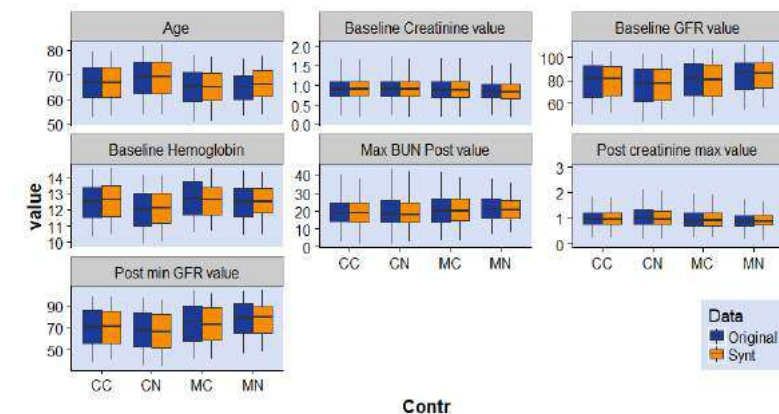 Age
Baseline Creatinine value
Baseline GFR value
80
70
60
50
2.0
1.5
1.0
0.5
0.0
100
80
60
Baseline Hemoglobin
Max BUN Post value
Post creatinine max value
value
14
13
12
11
10
40
30
20
10
0
3
2
1
0
CC CN MC MN
CC CN MC MN
Post min GFR value
90
70
50
CC CN MC MN
Data
Original
Synt
Contr